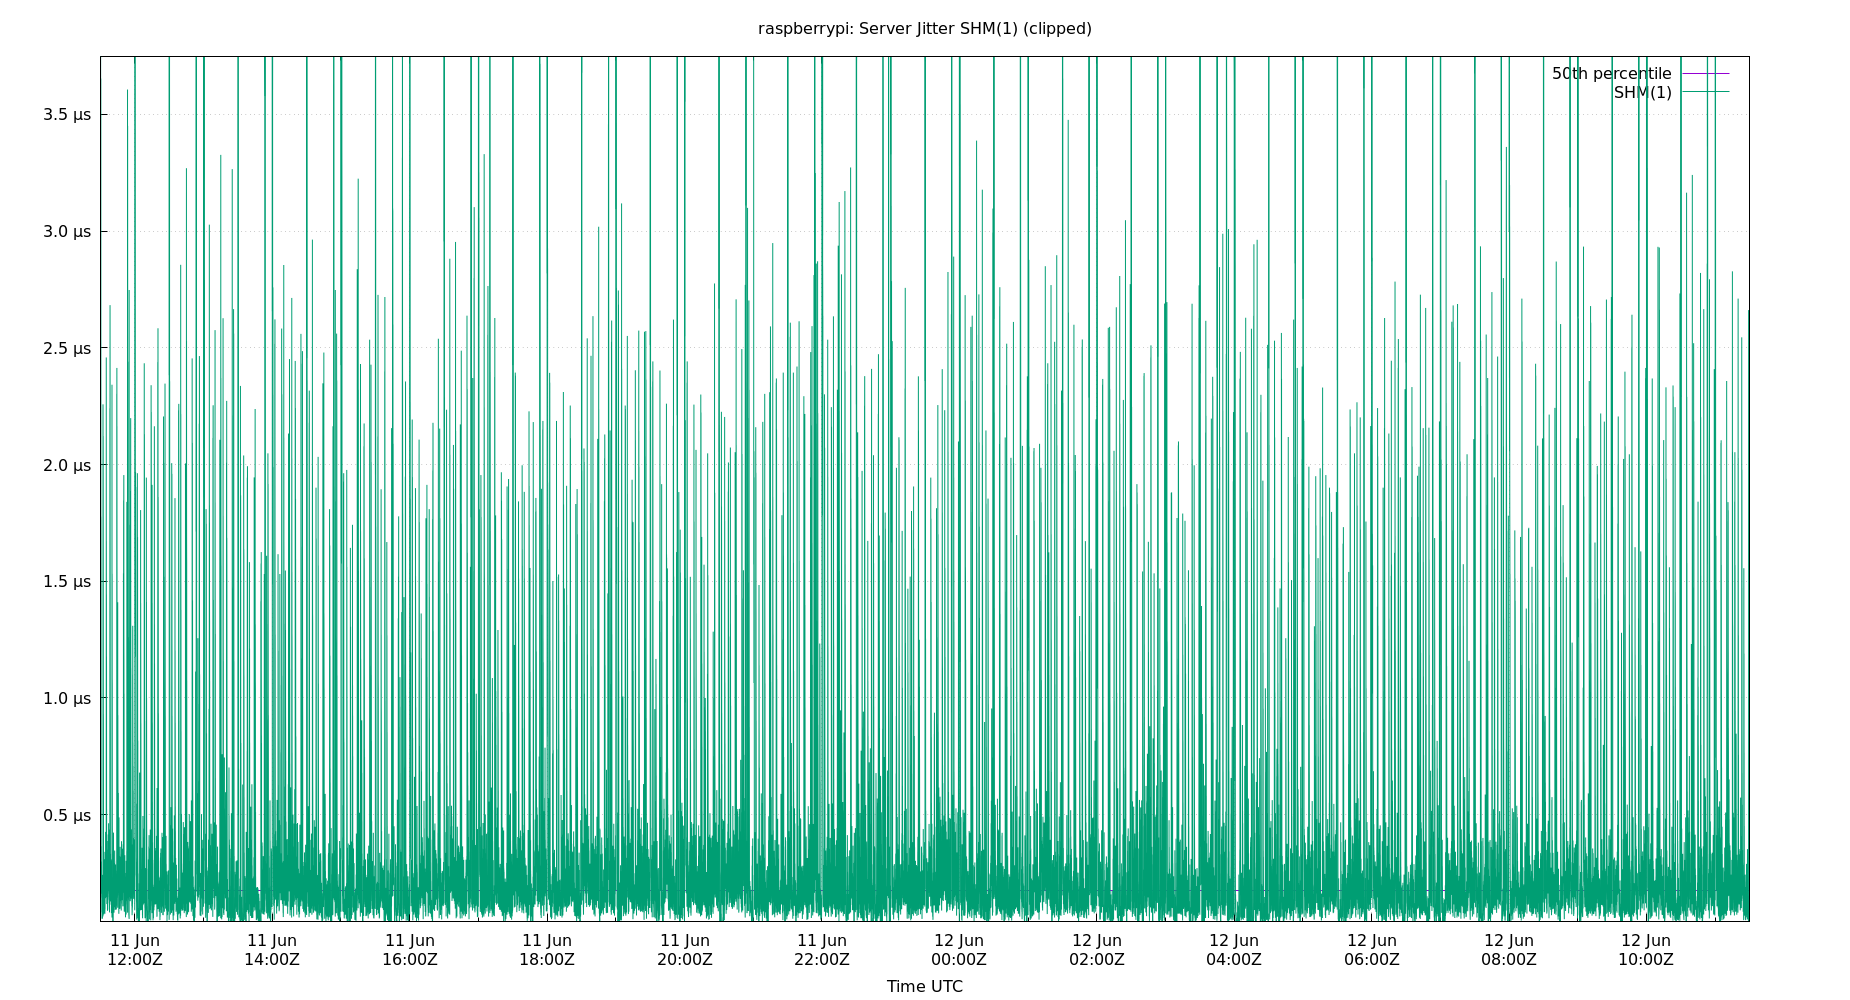 raspberrypi: Server Jitter SHM(1) (clipped)
50th percentile
SHM(1)
3.5 µs
3.0 µs
2.5 µs
2.0 µs
1.5 µs
1.0 µs
0.5 µs
11 Jun 11 Jun 11 Jun 11 Jun 11 Jun 11 Jun 12 Jun 12 Jun 12 Jun 12 Jun 12 Jun 12 Jun
12:00Z 14:00Z 16:00Z 18:00Z 20:00Z 22:00Z 00:00Z 02:00Z 04:00Z 06:00Z 08:00Z 10:00Z
Time UTC